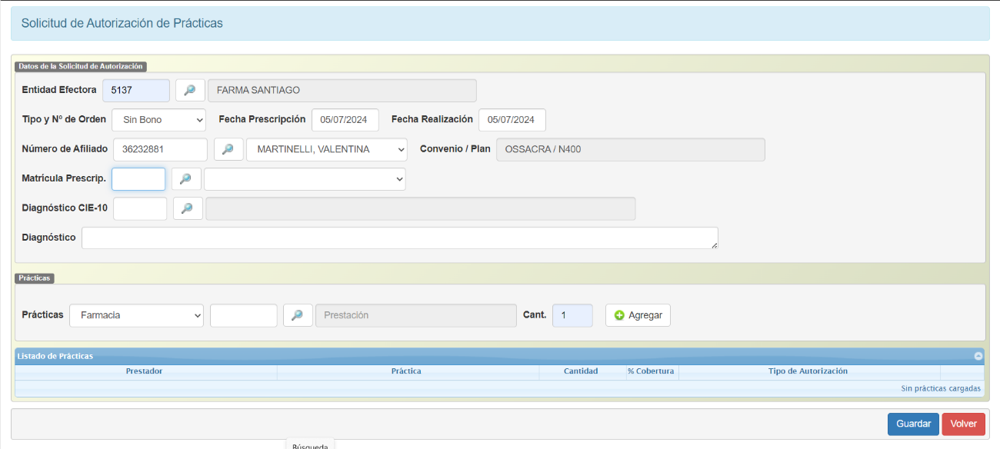 Solicitud de Autorización de Prácticas
Datos de la Solicitud de Autorización
Entidad Efectora 5137 FARMA SANTIAGO
Tipo y Nº de Orden Sin Bono Fecha Prescripción 05/07/2024 Fecha Realización 05/07/2024
Número de Afiliado 36232881 MARTINELLI, VALENTINA Convenio / Plan OSSACRA / N400
Matrícula Prescrip.
Diagnóstico CIE-10
Diagnóstico
Prácticas
Prácticas Farmacia Prestación Cant. 1 Agregar
Listado de Prácticas
Prestador Práctica Cantidad % Cobertura Tipo de Autorización
Sin prácticas cargadas
Guardar Volver
Búsqueda